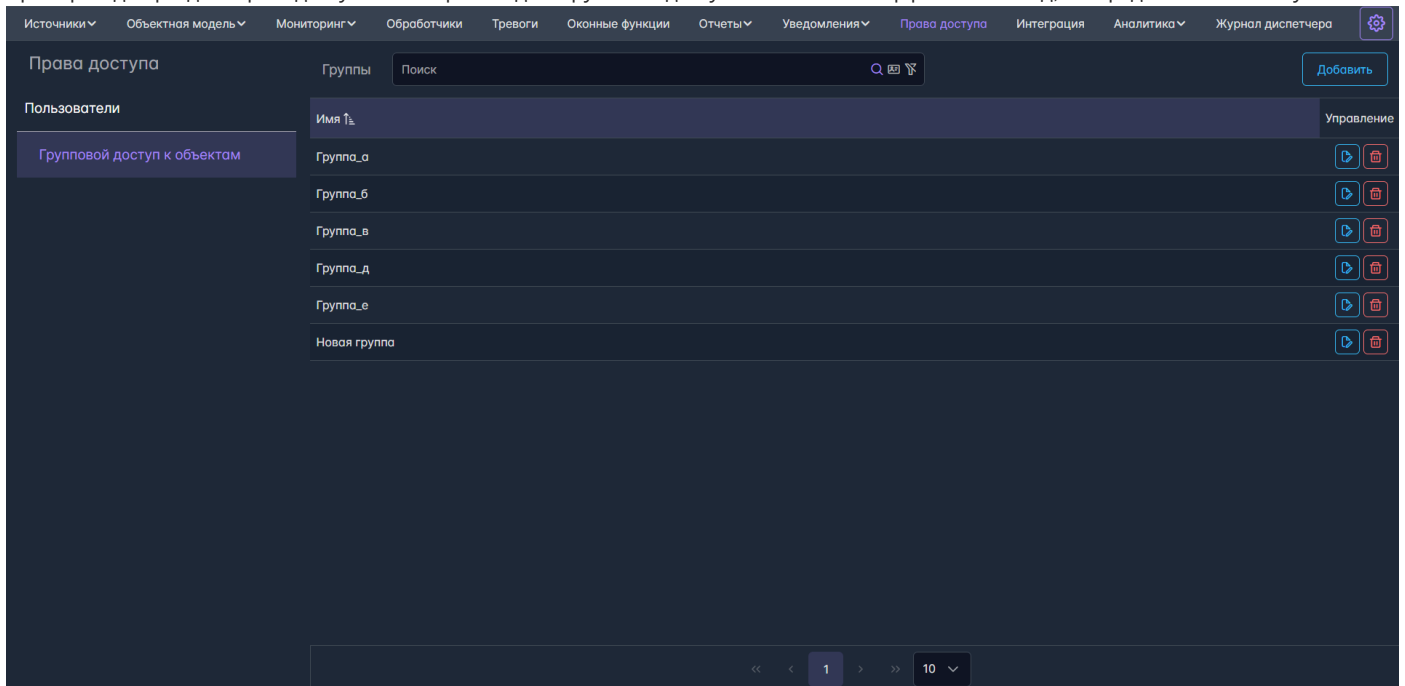 Источники Объектная модель Мониторинг Обработчики Тревоги Оконные функции Отчеты Уведомления Права доступа Интеграция Аналитика Журнал диспетчера
Права доступа
Группы Поиск Добавить
Пользователи
Имя Управление
Групповой доступ к объектам
Группа_а
Группа_б
Группа_в
Группа_д
Группа_е
Новая группа
« ‹ 1 › » 10